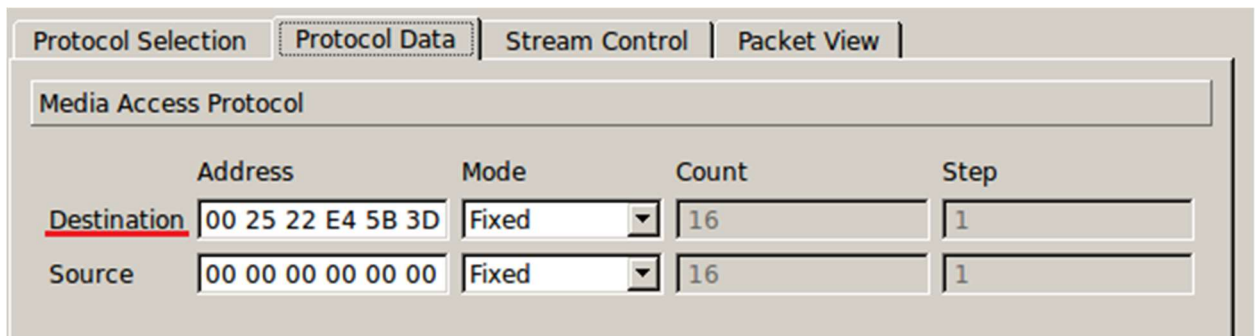 Protocol Selection Protocol Data Stream Control Packet View
Media Access Protocol
Address Mode Count Step
Destination 00 25 22 E4 5B 3D Fixed 16 1
Source 00 00 00 00 00 00 Fixed 16 1